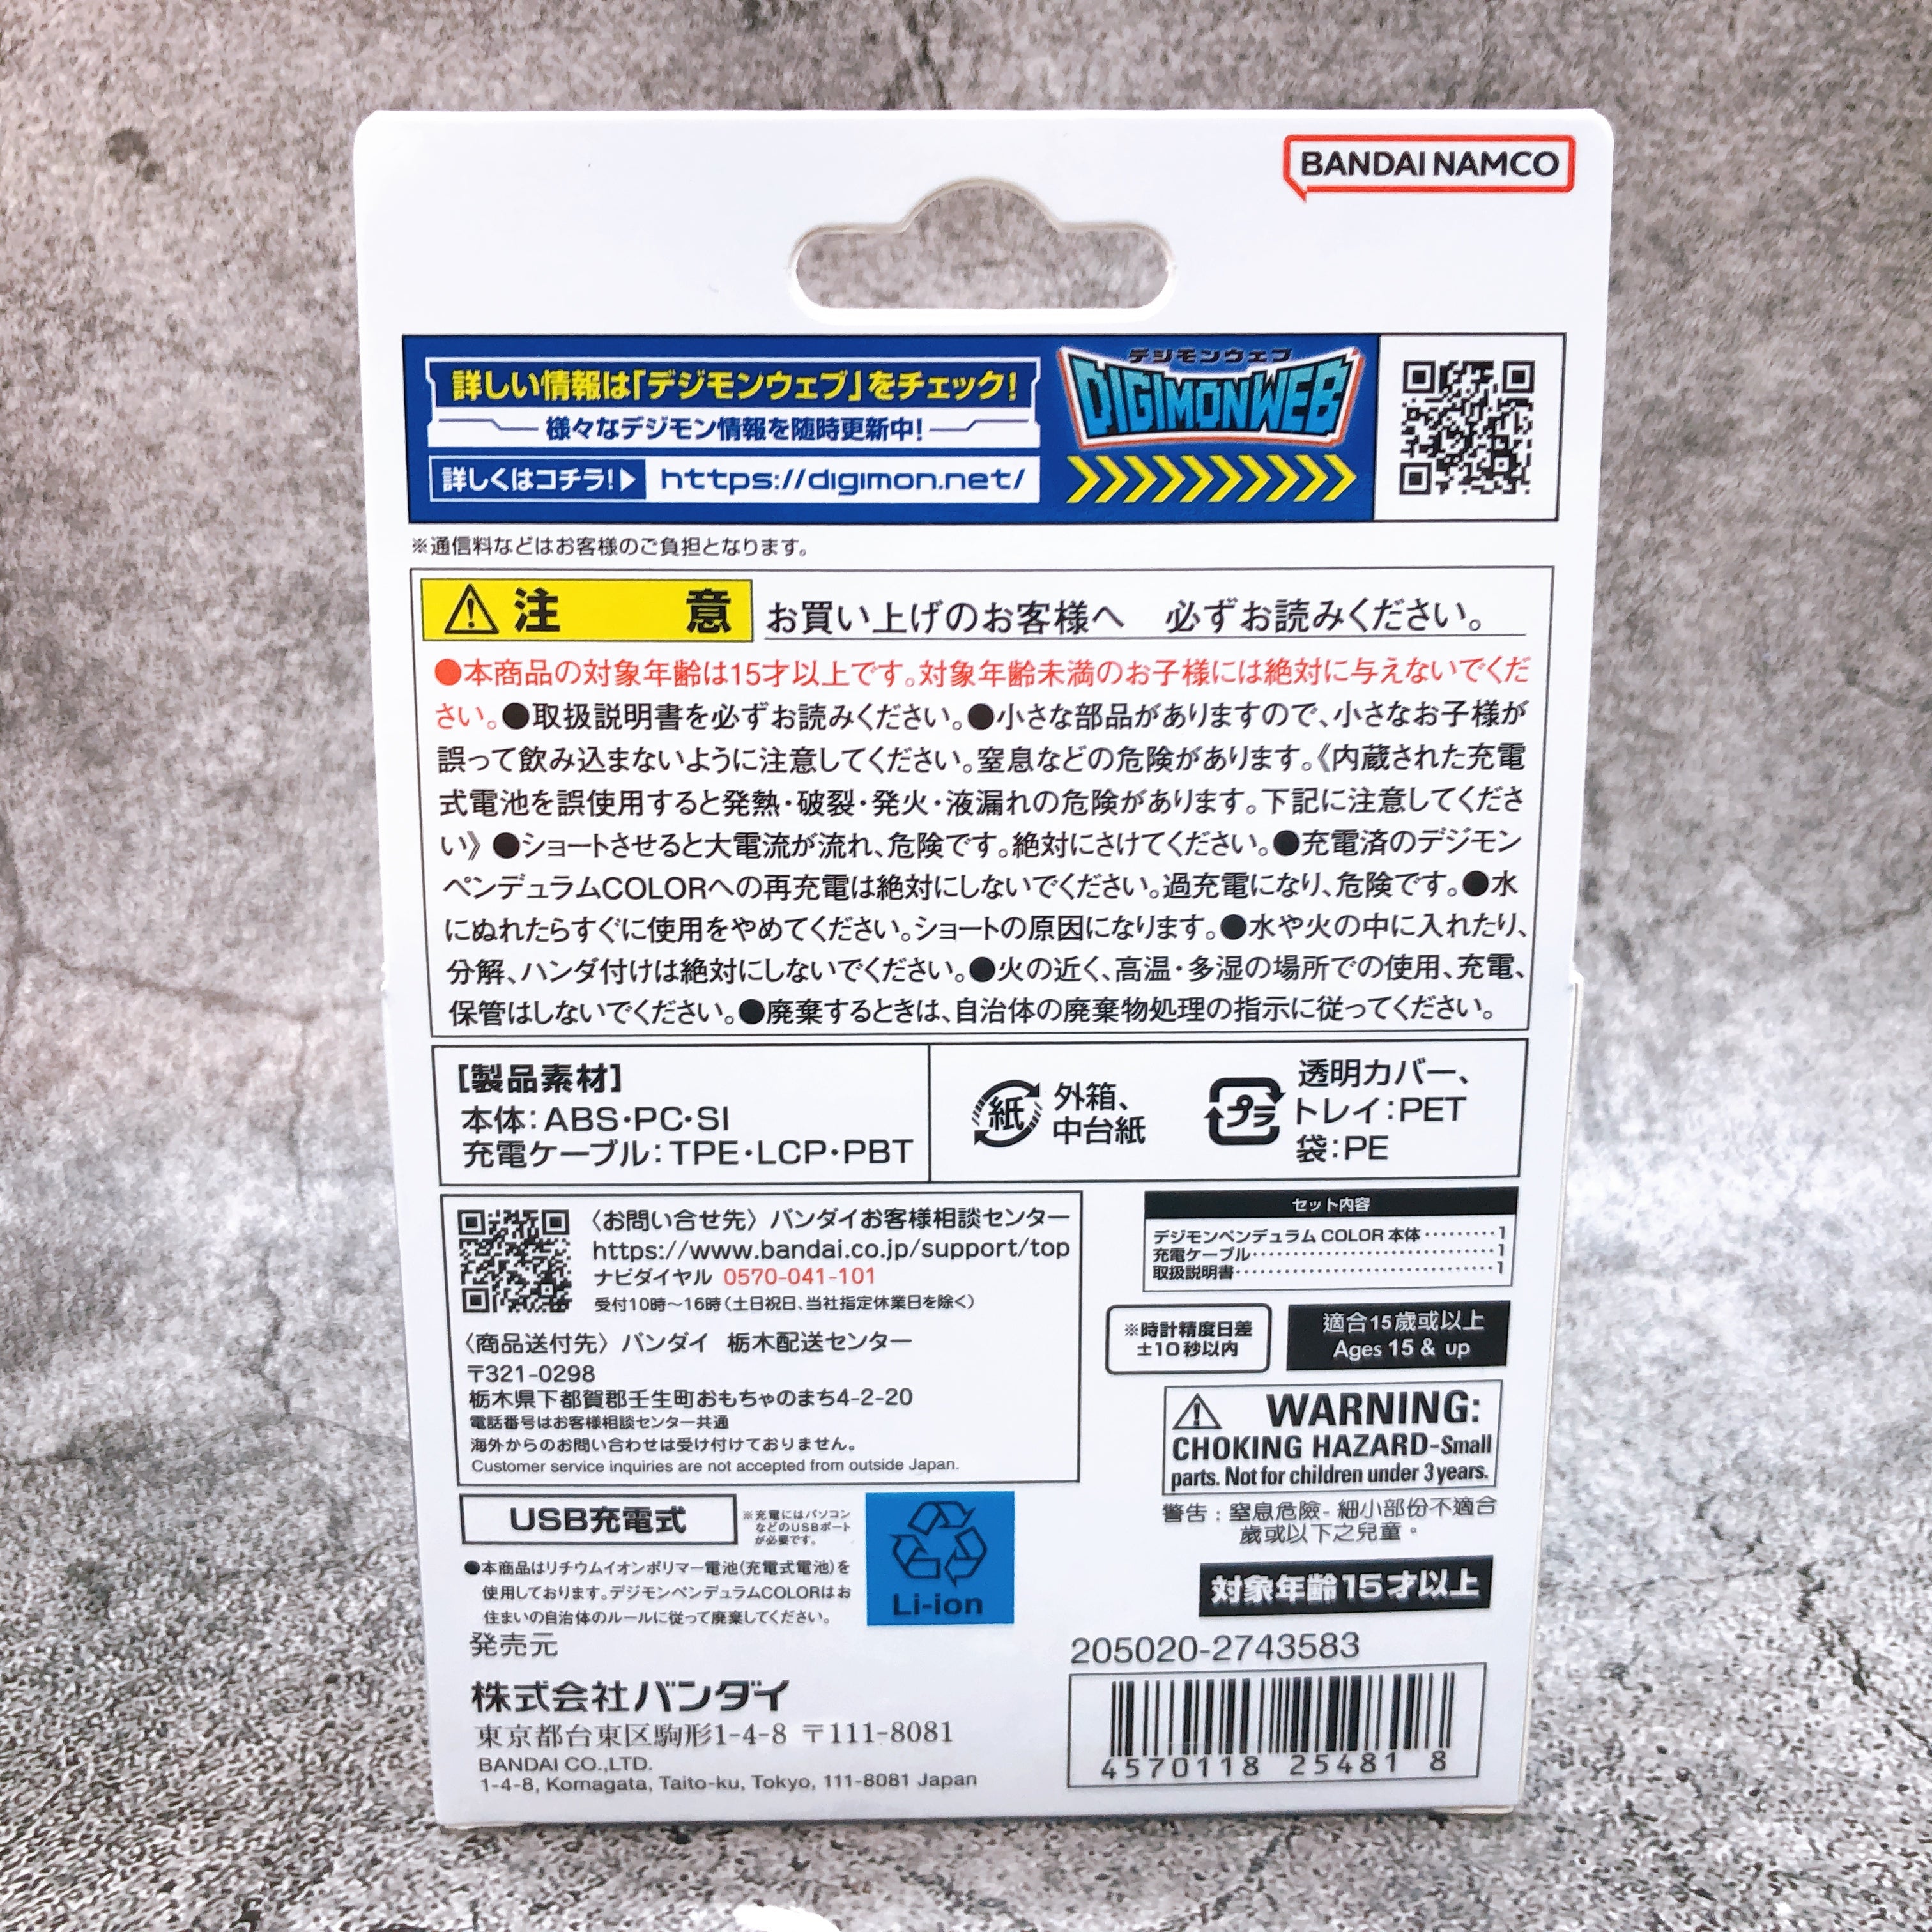 BANDAI NAMCO
詳しい情報は「デジモンウェブ」をチェック!
様々なデジモン情報を随時更新中!
詳しくはコチラ!▶ https://digimon.net/
デジモンウェブ
DIGIMONWEB
※通信料などはお客様のご負担となります。
注意 お買い上げのお客様へ 必ずお読みください。
●本商品の対象年齢は15才以上です。対象年齢未満のお子様には絶対に与えないでくだ
さい。●取扱説明書を必ずお読みください。●小さな部品がありますので、小さなお子様が
誤って飲み込まないように注意してください。窒息などの危険があります。《内蔵された充電
式電池を誤使用すると発熱・破裂・発火・液漏れの危険があります。下記に注意してくださ
い》●ショートさせると大電流が流れ、危険です。絶対にさけてください。●充電済のデジモン
ペンデュラムCOLORへの再充電は絶対にしないでください。過充電になり、危険です。●水
にぬれたらすぐに使用をやめてください。ショートの原因になります。●水や火の中に入れたり、
分解、ハンダ付けは絶対にしないでください。●火の近く、高温・多湿の場所での使用、充電、
保管はしないでください。●廃棄するときは、自治体の廃棄物処理の指示に従ってください。
[製品素材]
本体：ABS・PC・SI
充電ケーブル：TPE・LCP・PBT
紙
外箱、
中台紙
プラ
透明カバー、
トレイ：PET
袋：PE
〈お問い合せ先〉バンダイお客様相談センター
https://www.bandai.co.jp/support/top
ナビダイヤル 0570-041-101
受付10時～16時（土日祝日、当社指定休業日を除く）
〈商品送付先〉バンダイ 栃木配送センター
〒321-0298
栃木県下都賀郡壬生町おもちゃのまち4-2-20
電話番号はお客様相談センター共通
海外からのお問い合わせは受け付けておりません。
Customer service inquiries are not accepted from outside Japan.
セット内容
デジモンペンデュラム COLOR 本体………1
充電ケーブル…………………………1
取扱説明書……………………………1
※時計精度日差
±10秒以内
適合15歲或以上
Ages 15 & up
WARNING:
CHOKING HAZARD-Small
parts. Not for children under 3 years.
警告：窒息危險- 細小部份不適合
歲或以下之兒童。
対象年齢15才以上
USB充電式
※充電にはパソコン
などのUSBポート
が必要です。
●本商品はリチウムイオンポリマー電池（充電式電池）を
使用しております。デジモンペンデュラムCOLORはお
住まいの自治体のルールに従って廃棄してください。
Li-ion
発売元
株式会社バンダイ
東京都台東区駒形1-4-8 〒111-8081
BANDAI CO.,LTD.
1-4-8, Komagata, Taito-ku, Tokyo, 111-8081 Japan
205020-2743583
4570118 25481 8